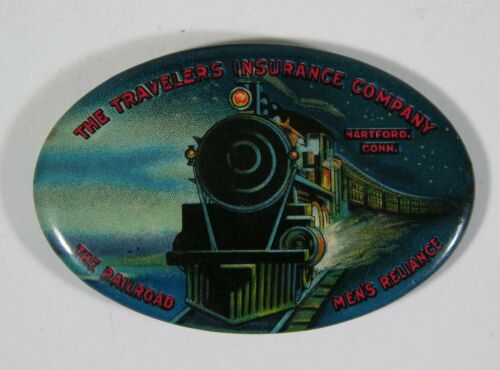 THE TRAVELERS INSURANCE COMPANY
HARTFORD,
CONN.
THE RAILROAD
MEN'S RELIANCE